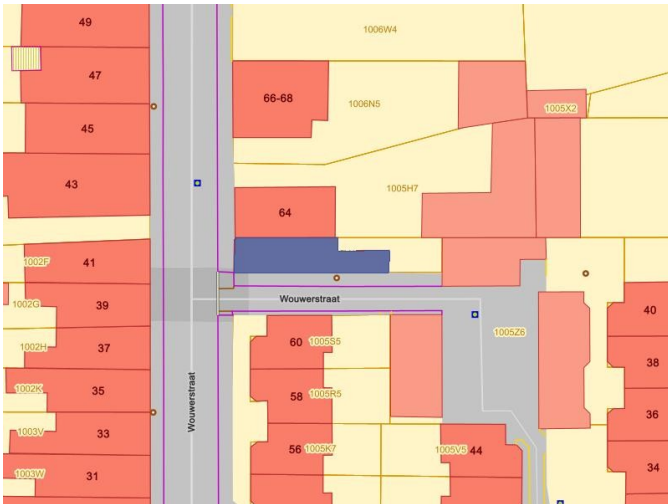 49
1006W4
47
66-68
1006N5
1005X2
45
43
1005H7
64
41
1002F
Wouwerstraat
1002G
39
1005Z6
40
60
1005S5
1002H
37
38
1002K
35
58
1005R5
36
Wouwerstraat
1003V
33
56
1005K7
1005V5
44
34
1003W
31